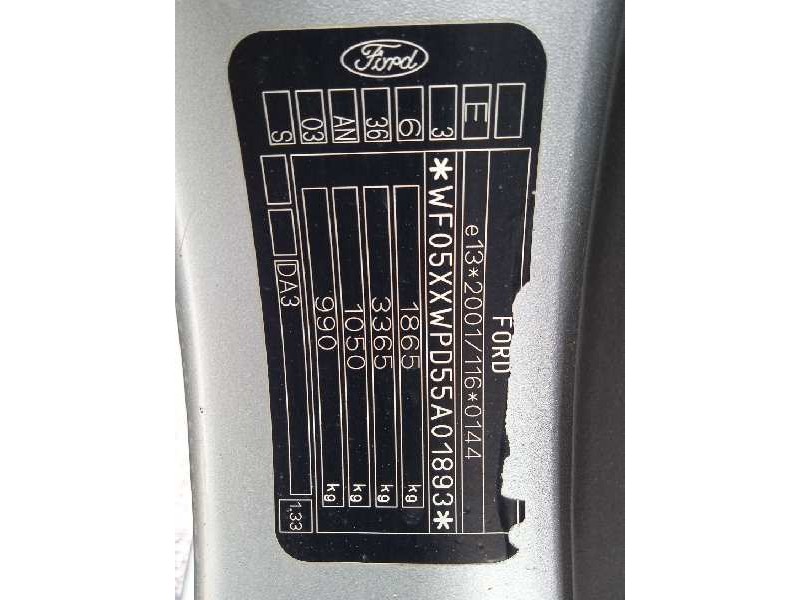 Ford
FORD
e13*2001/116*0144
*WF05XXWPD55A01893*
1865 kg
3365 kg
1050 kg
990 kg
DA3
1,33
E
3
6
36
AN
03
S